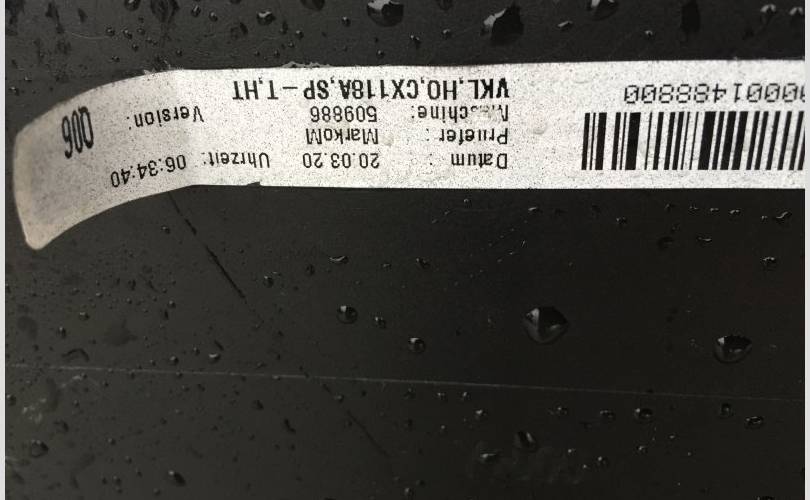 Datum : 20.03.20 Uhrzeit: 06:34:40
Pruefer : MarkoM
Maschine: 509886 Version: 006
VKL,HO,CX118A,SP-T,HT
0001488800